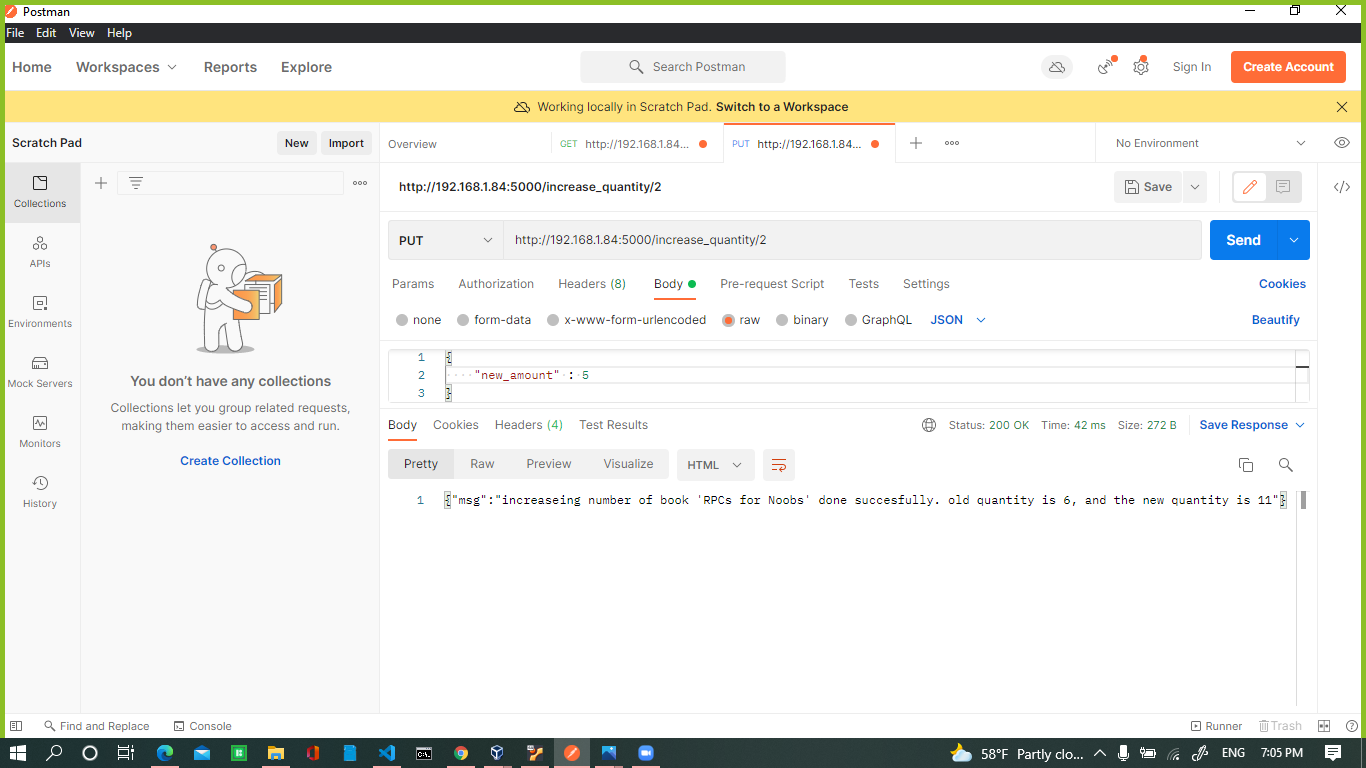 Postman
File Edit View Help
Home Workspaces Reports Explore Search Postman Sign In Create Account
Working locally in Scratch Pad. Switch to a Workspace
Scratch Pad New Import Overview GET http://192.168.1.84... PUT http://192.168.1.84... No Environment
Collections
APIs
Environments
Mock Servers
Monitors
History
You don't have any collections
Collections let you group related requests,
making them easier to access and run.
Create Collection
http://192.168.1.84:5000/increase_quantity/2 Save
PUT http://192.168.1.84:5000/increase_quantity/2 Send
Params Authorization Headers (8) Body Pre-request Script Tests Settings Cookies
none form-data x-www-form-urlencoded raw binary GraphQL JSON Beautify
1 {
2 "new_amount" : 5
3 }
Body Cookies Headers (4) Test Results Status: 200 OK Time: 42 ms Size: 272 B Save Response
Pretty Raw Preview Visualize HTML
1 {"msg":"increaseing number of book 'RPCs for Noobs' done succesfully. old quantity is 6, and the new quantity is 11"}
Find and Replace Console Runner Trash
58°F Partly clo... ENG 7:05 PM